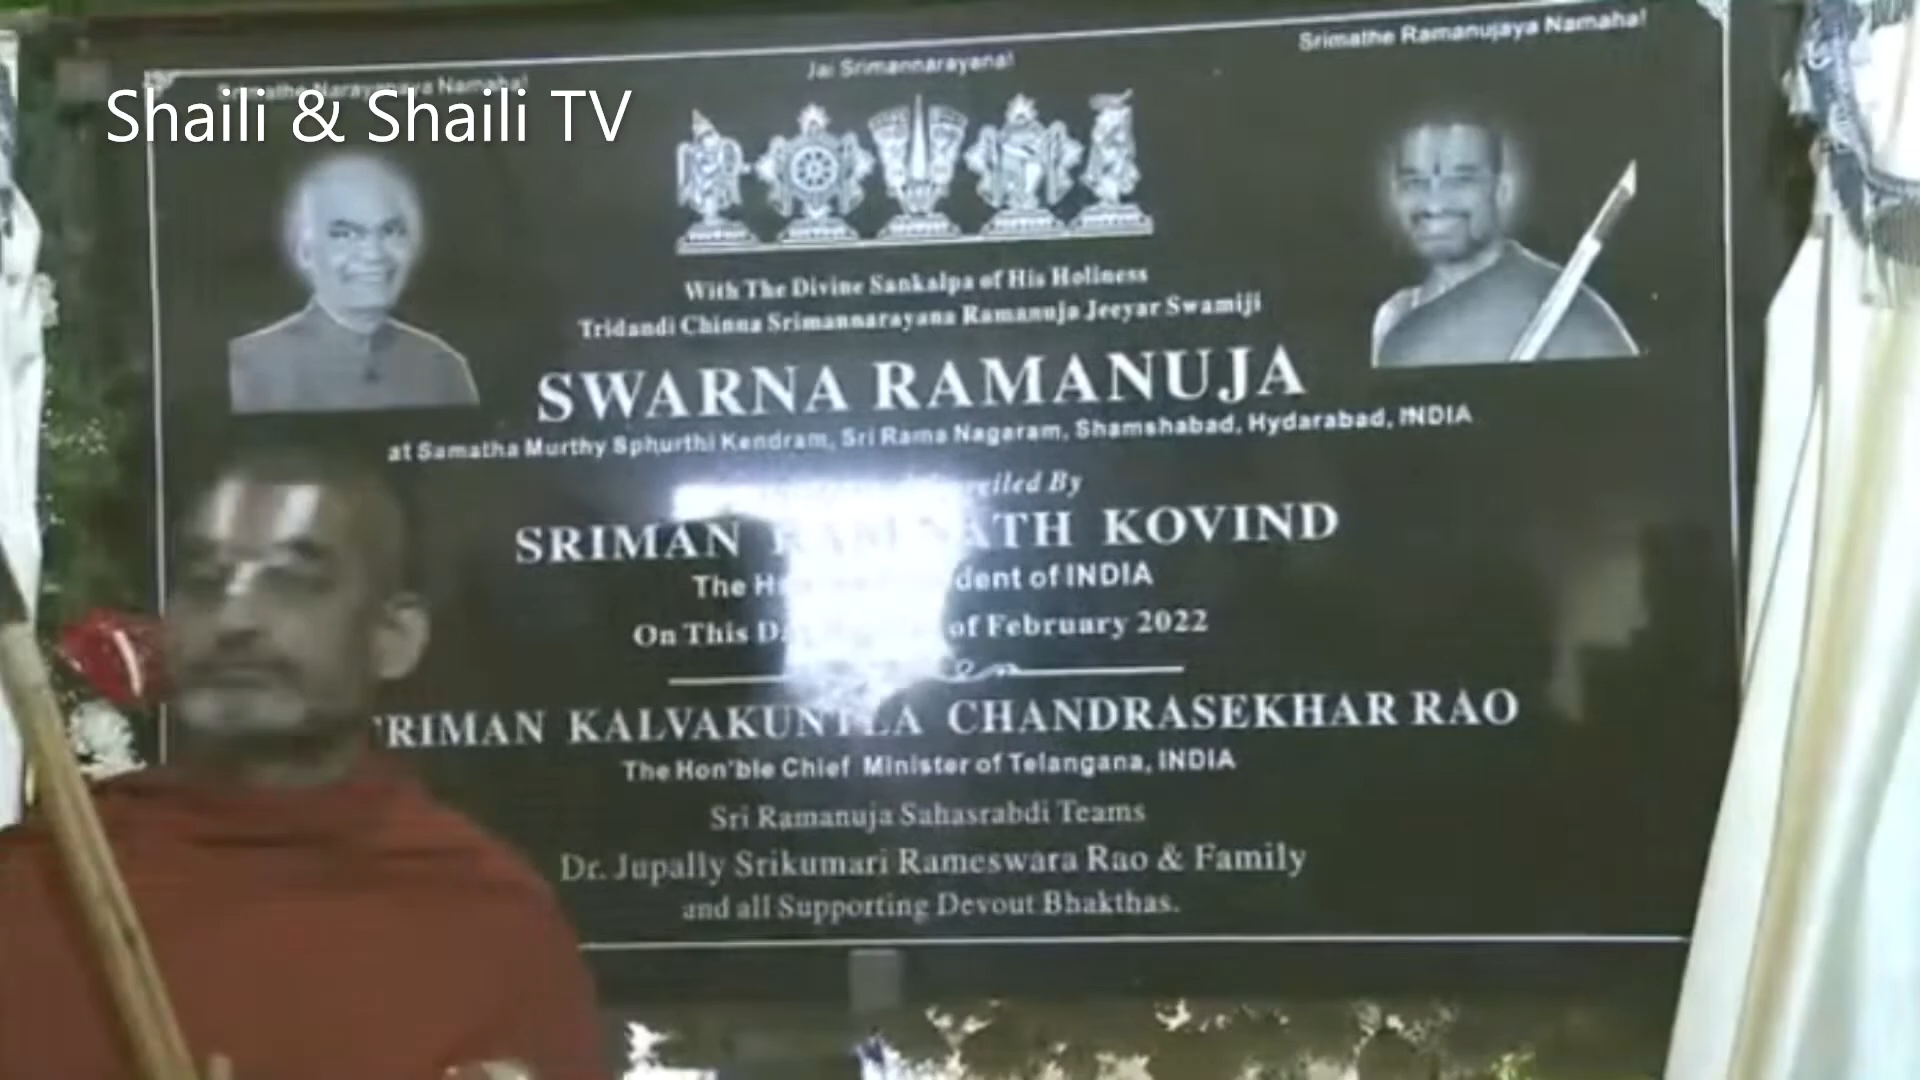 Shaili & Shaili TV
Narayanaya Namaha!
Jai Srimannarayana!
Srimathe Ramanujaya Namaha!
With The Divine Sankalpa of His Holiness
Tridandi Chinna Srimannarayana Ramanuja Jeeyar Swamiji
SWARNA RAMANUJA
at Samatha Murthy Sphurthi Kendram, Sri Rama Nagaram, Shamshabad, Hydarabad, INDIA
By
SRIMAN KOVIND
The of INDIA
On This of February 2022
KALVAKUNTLA CHANDRASEKHAR RAO
The Hon'ble Chief Minister of Telangana, INDIA
Sri Ramanuja Sahasrabdi Teams
Dr. Jupally Srikumari Rameswara Rao & Family
and all Supporting Devout Bhakthas.